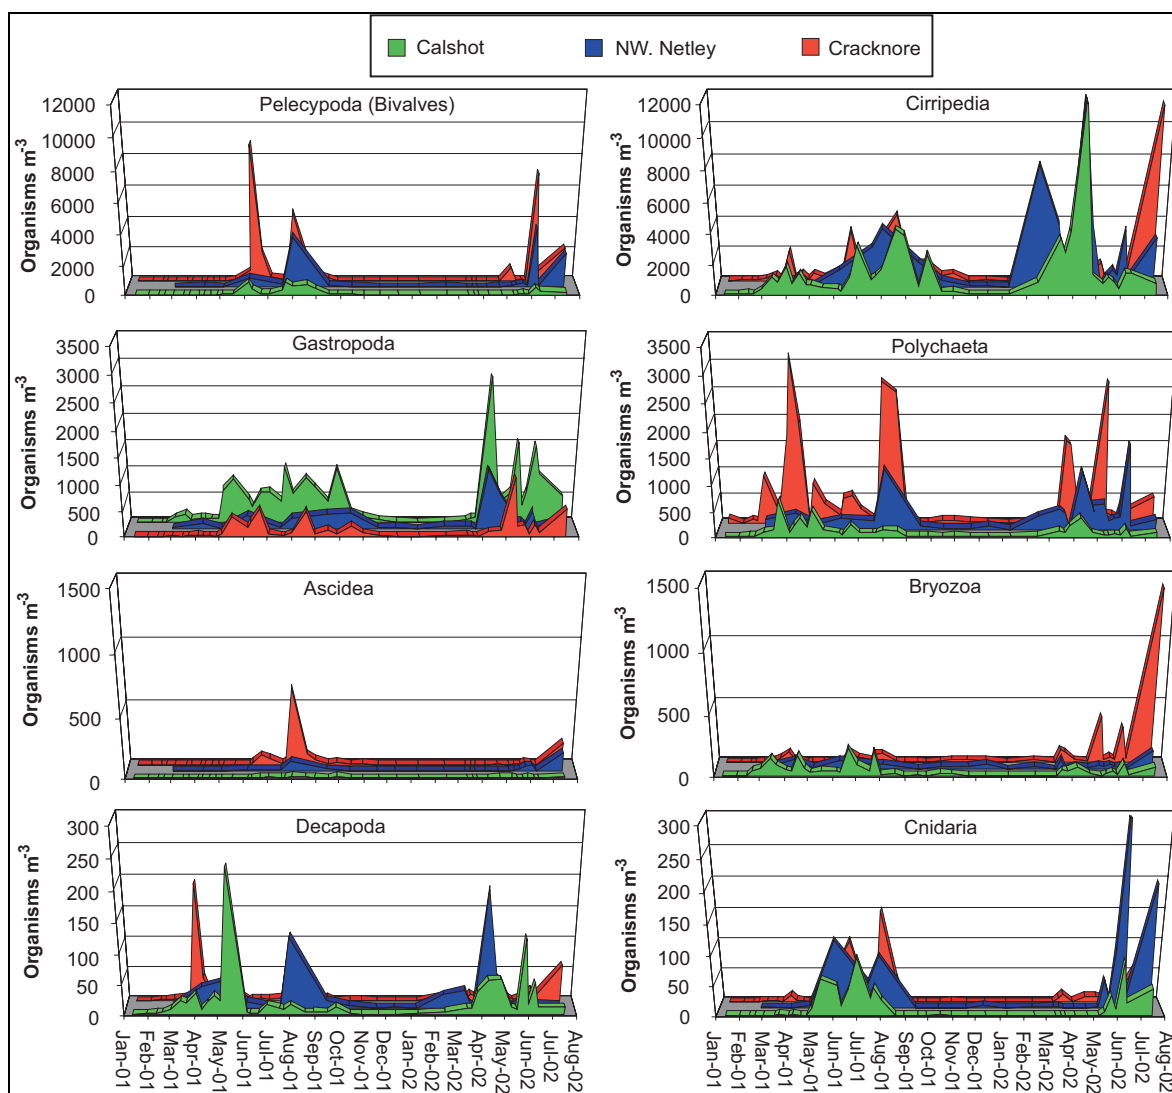 Calshot NW. Netley Cracknore
Pelecypoda (Bivalves)
Organisms m-3
12000
10000
8000
6000
4000
2000
0
Cirripedia
Organisms m-3
12000
10000
8000
6000
4000
2000
0
Gastropoda
Organisms m-3
3500
3000
2500
2000
1500
1000
500
0
Polychaeta
Organisms m-3
3500
3000
2500
2000
1500
1000
500
0
Ascidea
Organisms m-3
1500
1000
500
0
Bryozoa
Organisms m-3
1500
1000
500
0
Decapoda
Organisms m-3
300
250
200
150
100
50
0
Jan-01 Feb-01 Mar-01 Apr-01 May-01 Jun-01 Jul-01 Aug-01 Sep-01 Oct-01 Nov-01 Dec-01 Jan-02 Feb-02 Mar-02 Apr-02 May-02 Jun-02 Jul-02 Aug-02
Cnidaria
Organisms m-3
300
250
200
150
100
50
0
Jan-01 Feb-01 Mar-01 Apr-01 May-01 Jun-01 Jul-01 Aug-01 Sep-01 Oct-01 Nov-01 Dec-01 Jan-02 Feb-02 Mar-02 Apr-02 May-02 Jun-02 Jul-02 Aug-02